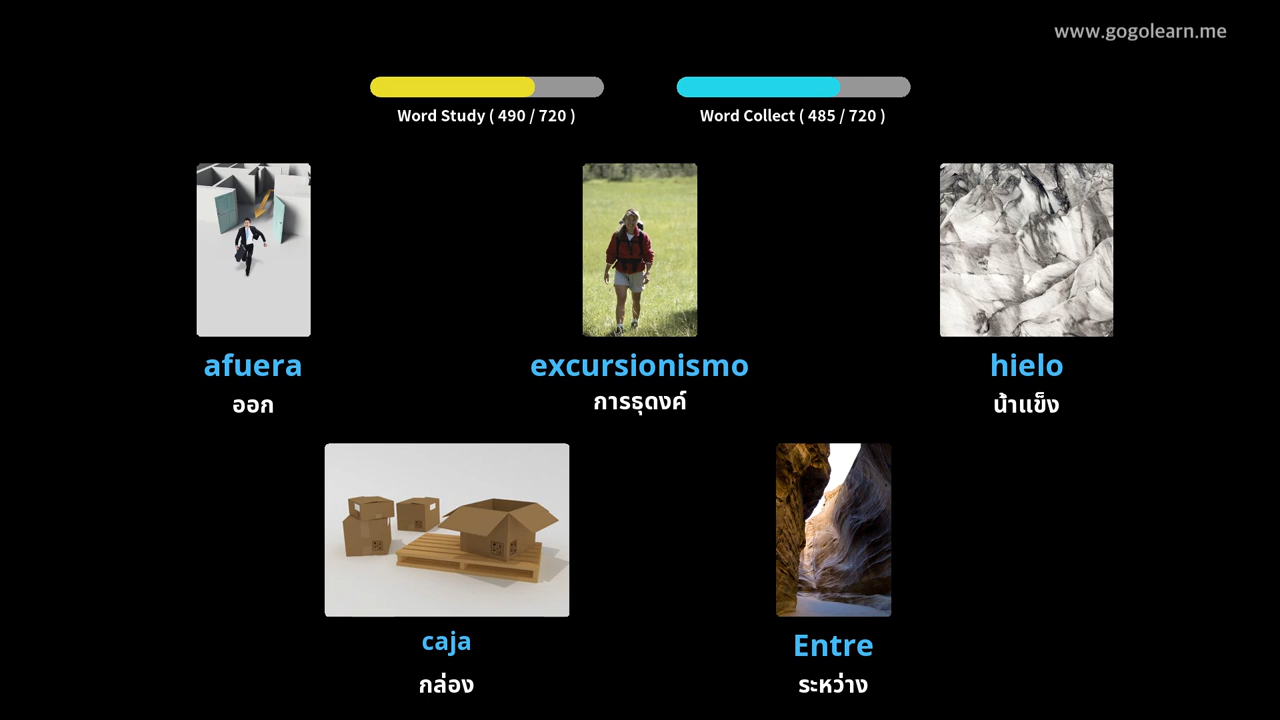 www.gogolearn.me
Word Study ( 490 / 720 )
Word Collect ( 485 / 720 )
afuera
ออก
excursionismo
การธุดงค์
hielo
น้ำแข็ง
caja
กล่อง
Entre
ระหว่าง